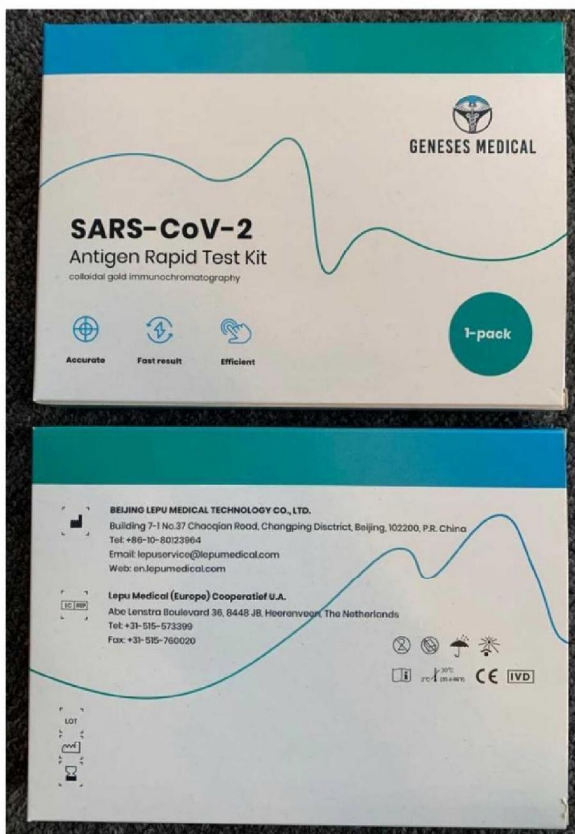 GENESES MEDICAL
SARS-CoV-2
Antigen Rapid Test Kit
colloidal gold immunochromatography
Accurate
Fast result
Efficient
1-pack
BEIJING LEPU MEDICAL TECHNOLOGY CO., LTD.
Building 7-1 No.37 Chaoqian Road, Changping Disctrict, Beijing, 102200, P.R. China
Tel: +86-10-80123964
Email: lepuservice@lepumedical.com
Web: en.lepumedical.com
EC REP
Lepu Medical (Europe) Cooperatief U.A.
Abe Lenstra Boulevard 36, 8448 JB, Heerenveen, The Netherlands
Tel: +31-515-573399
Fax: +31-515-760020
2°C 30°C
CE IVD
LOT